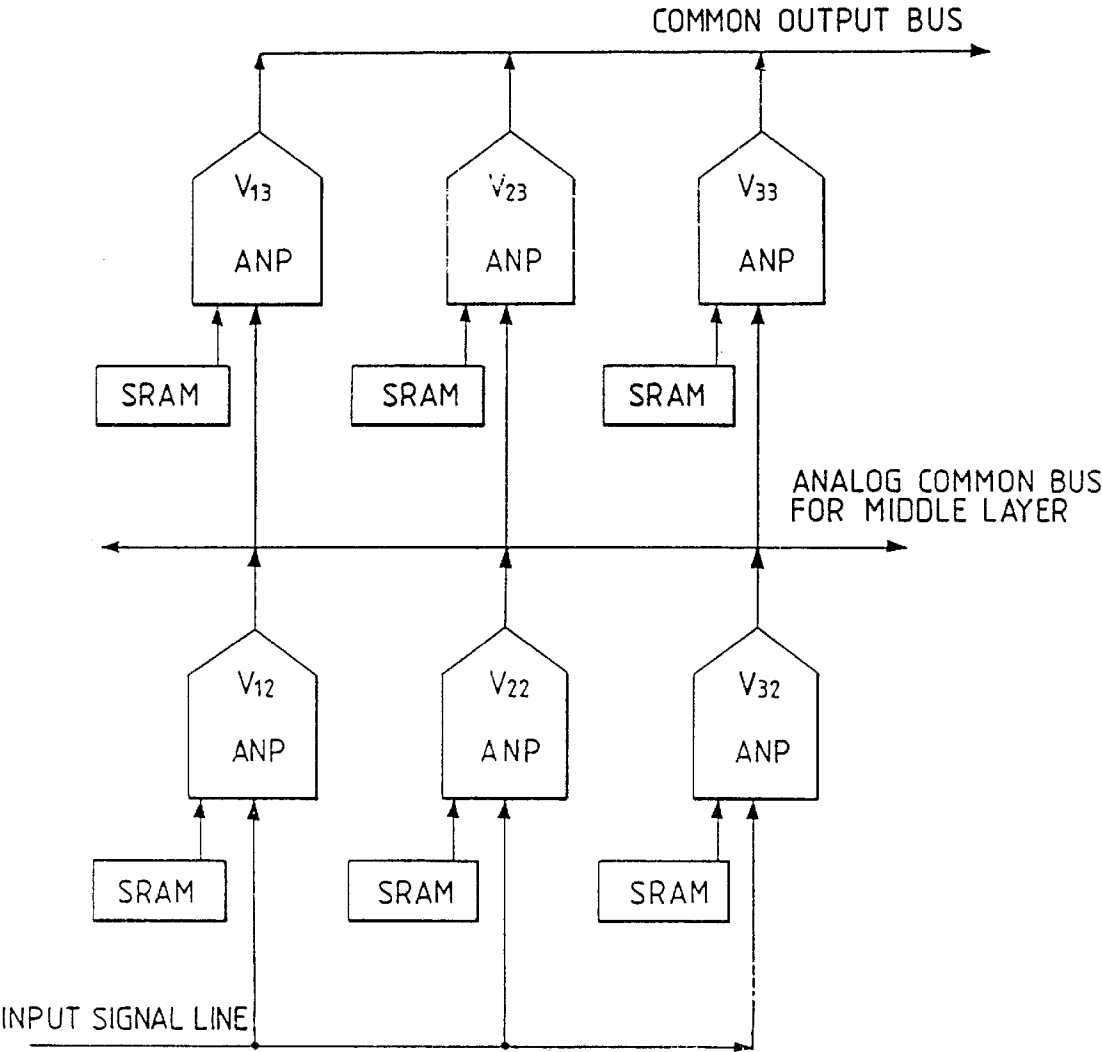 COMMON OUTPUT BUS
V13
V23
V33
ANP
ANP
ANP
SRAM
SRAM
SRAM
ANALOG COMMON BUS
FOR MIDDLE LAYER
V12
V22
V32
ANP
ANP
ANP
SRAM
SRAM
SRAM
INPUT SIGNAL LINE